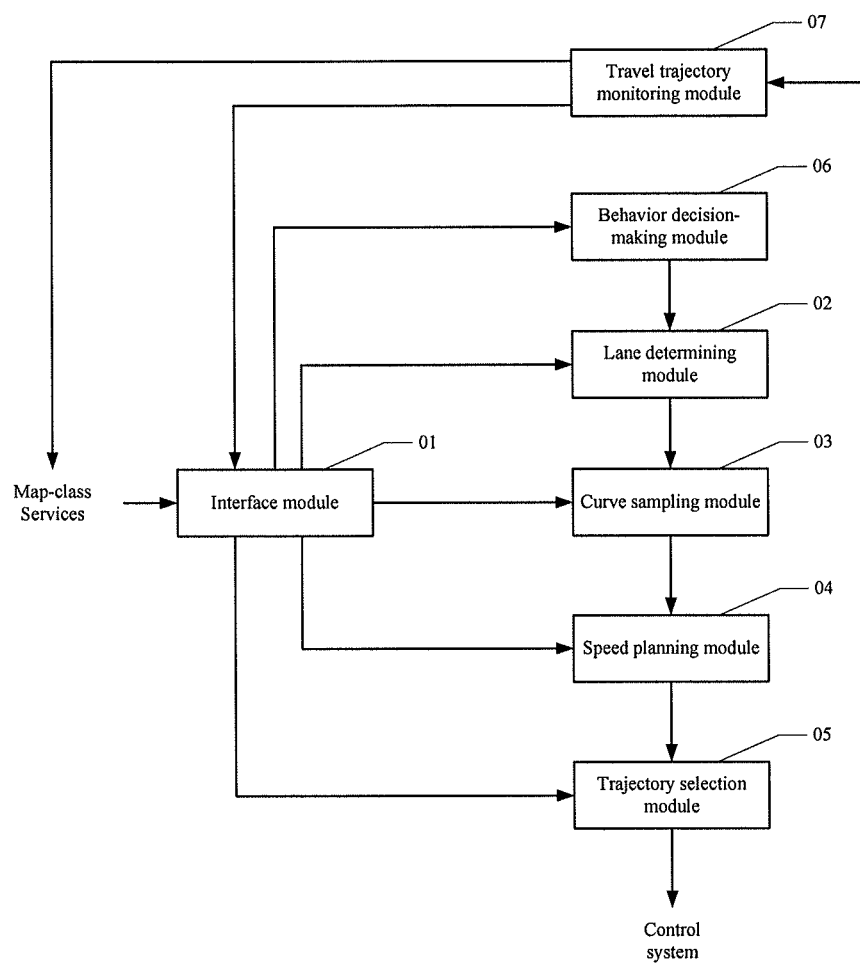 07
Travel trajectory
monitoring module
06
Behavior decision-
making module
02
Lane determining
module
01
03
Map-class
Services
Interface module
Curve sampling module
04
Speed planning module
05
Trajectory selection
module
Control
system